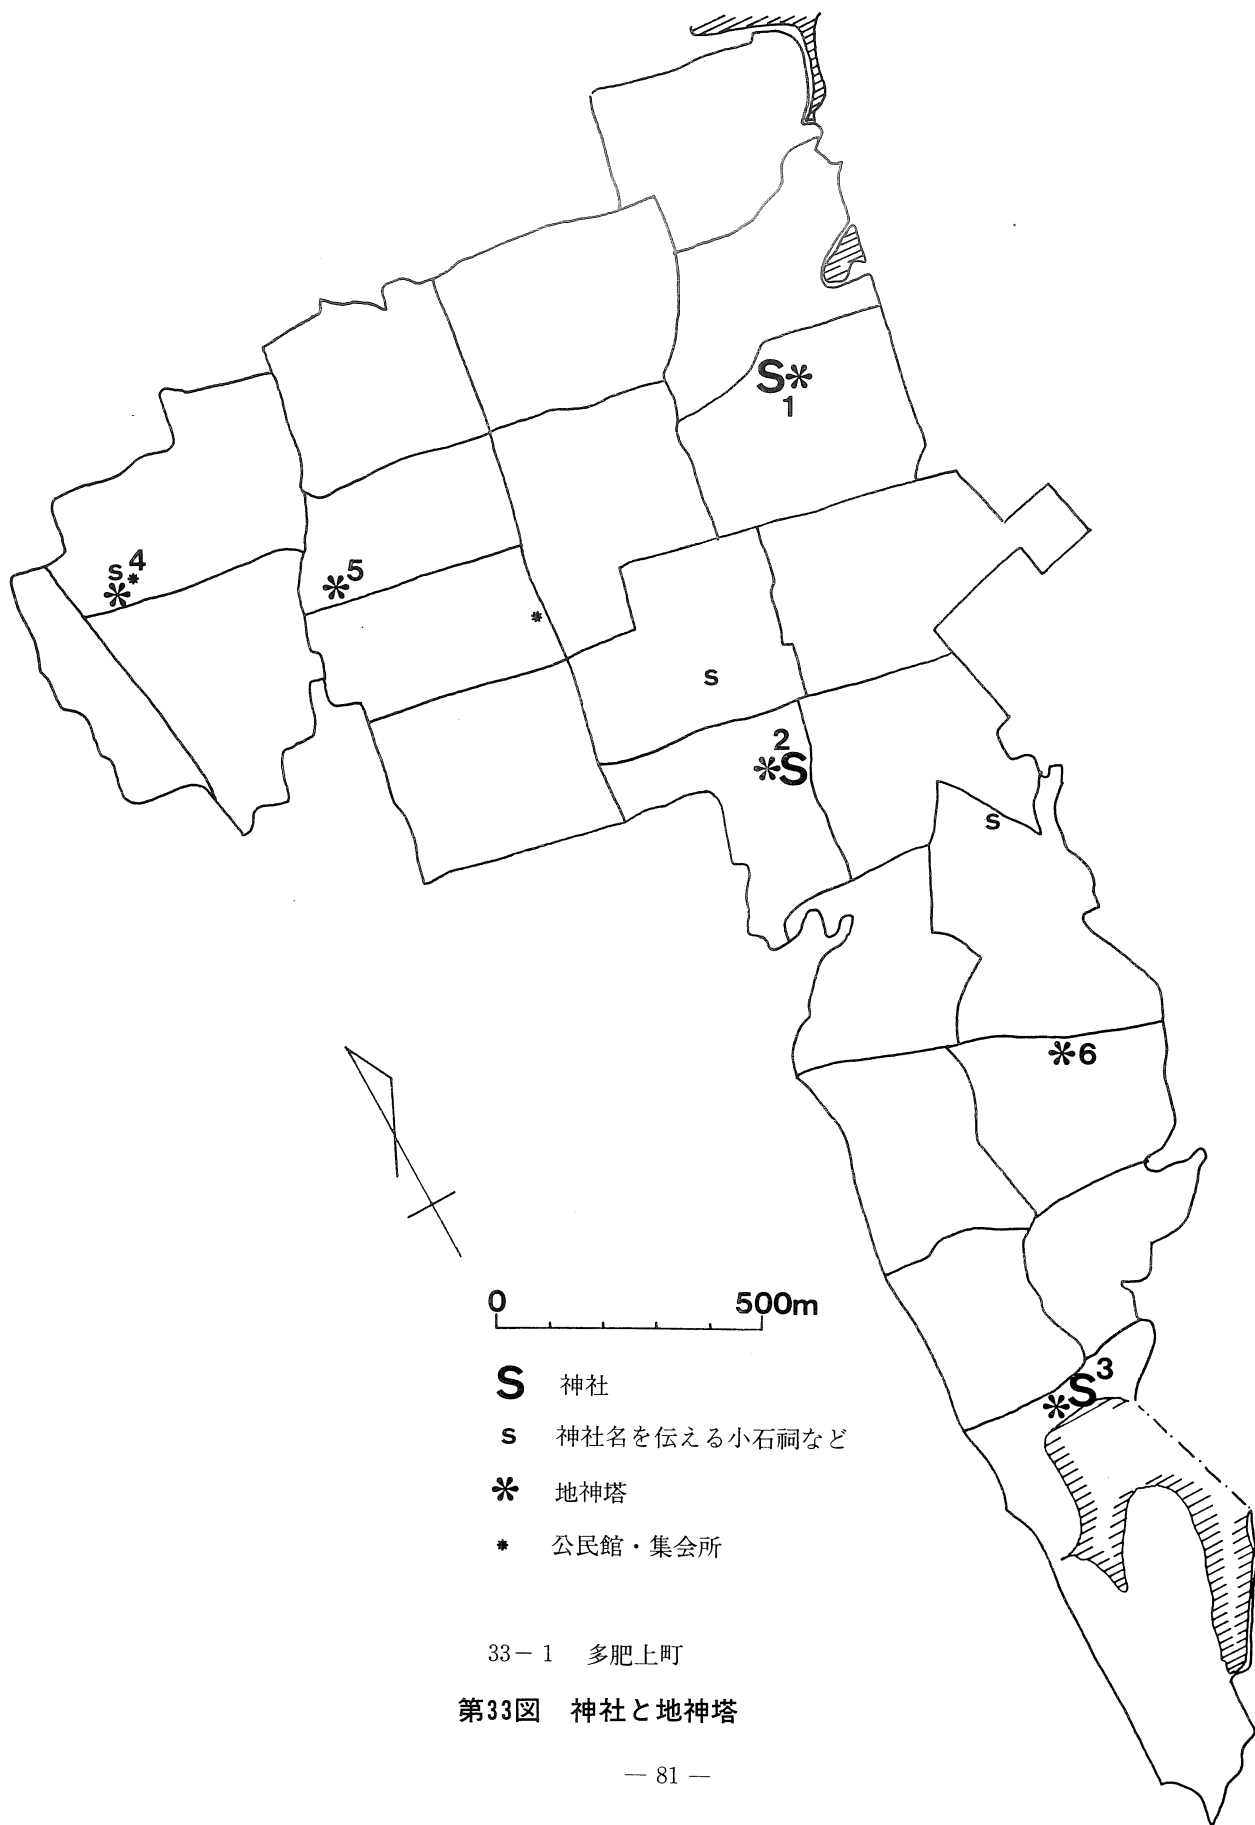 S*
1
s4
*
*
*5
*
s
2
*S
s
*6
0 500m
S3
*
S 神社
s 神社名を伝える小石祠など
* 地神塔
* 公民館・集会所
33-1 多肥上町
第33図 神社と地神塔
— 81 —